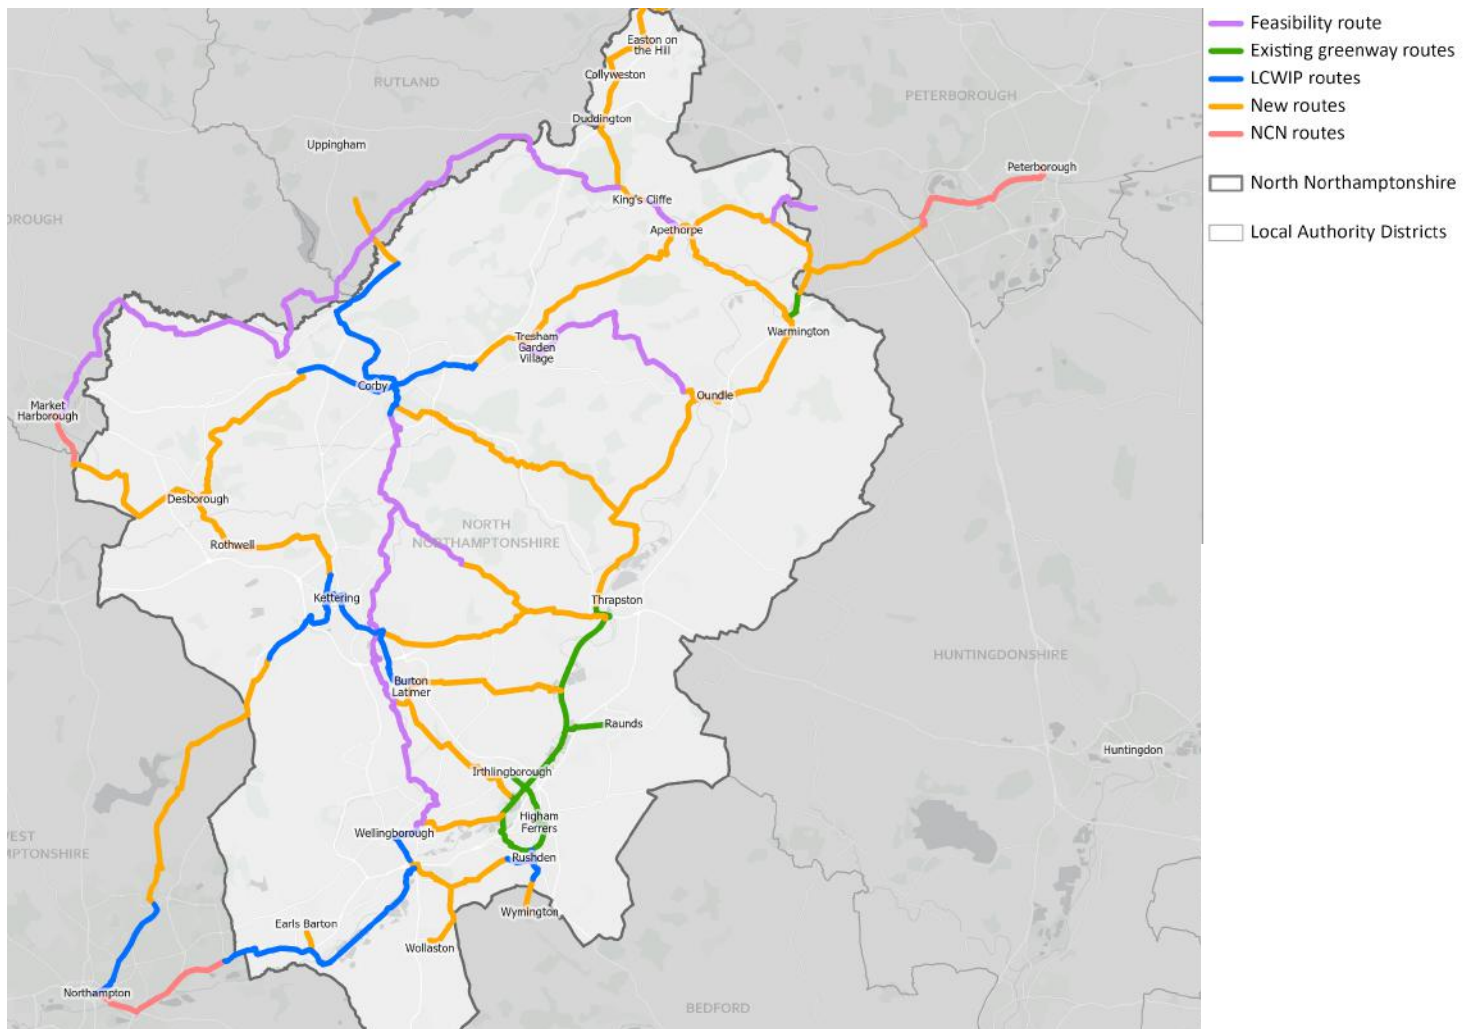 Feasibility route
Existing greenway routes
LCWIP routes
New routes
NCN routes
North Northamptonshire
Local Authority Districts
Easton on
the Hill
Collyweston
RUTLAND
PETERBOROUGH
Duddington
Uppingham
Peterborough
King's Cliffe
OROUGH
Apethorpe
Warmington
Tresham
Garden
Village
Corby
Oundle
Market
Harborough
Desborough
NORTH
NORTHAMPTONSHIRE
Rothwell
Kettering
Thrapston
HUNTINGDONSHIRE
Burton
Latimer
Raunds
Huntingdon
Irthlingborough
Higham
Ferrers
Wellingborough
WEST
MPTONSHIRE
Rushden
Wymington
Earls Barton
Wollaston
Northampton
BEDFORD